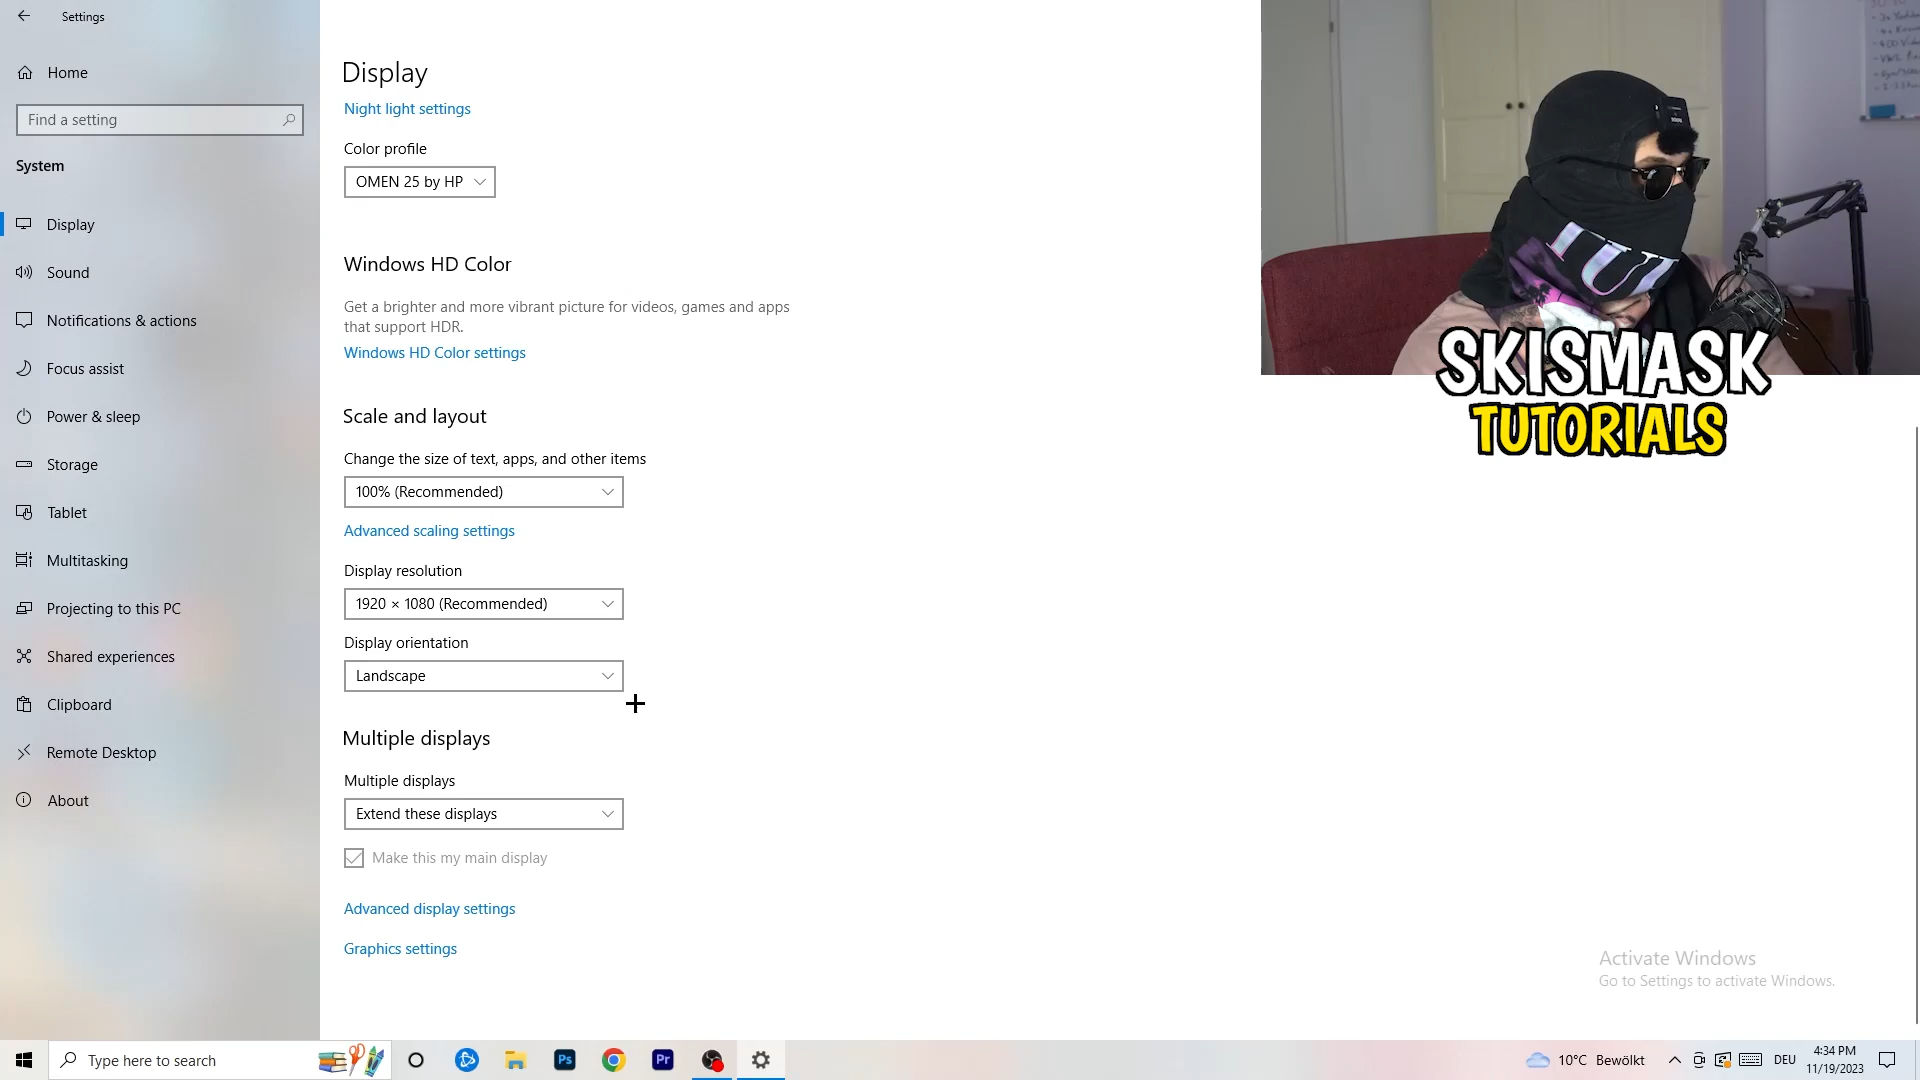 Settings
Home
Find a setting
System
Display
Sound
Notifications & actions
Focus assist
Power & sleep
Storage
Tablet
Multitasking
Projecting to this PC
Shared experiences
Clipboard
Remote Desktop
About
Display
Night light settings
Color profile
OMEN 25 by HP
Windows HD Color
Get a brighter and more vibrant picture for videos, games and apps
that support HDR.
Windows HD Color settings
Scale and layout
Change the size of text, apps, and other items
100% (Recommended)
Advanced scaling settings
Display resolution
1920 × 1080 (Recommended)
Display orientation
Landscape
Multiple displays
Multiple displays
Extend these displays
Make this my main display
Advanced display settings
Graphics settings
SKISMASK
TUTORIALS
Activate Windows
Go to Settings to activate Windows.
Type here to search
Ps
Pr
10°C Bewölkt
DEU
4:34 PM
11/19/2023